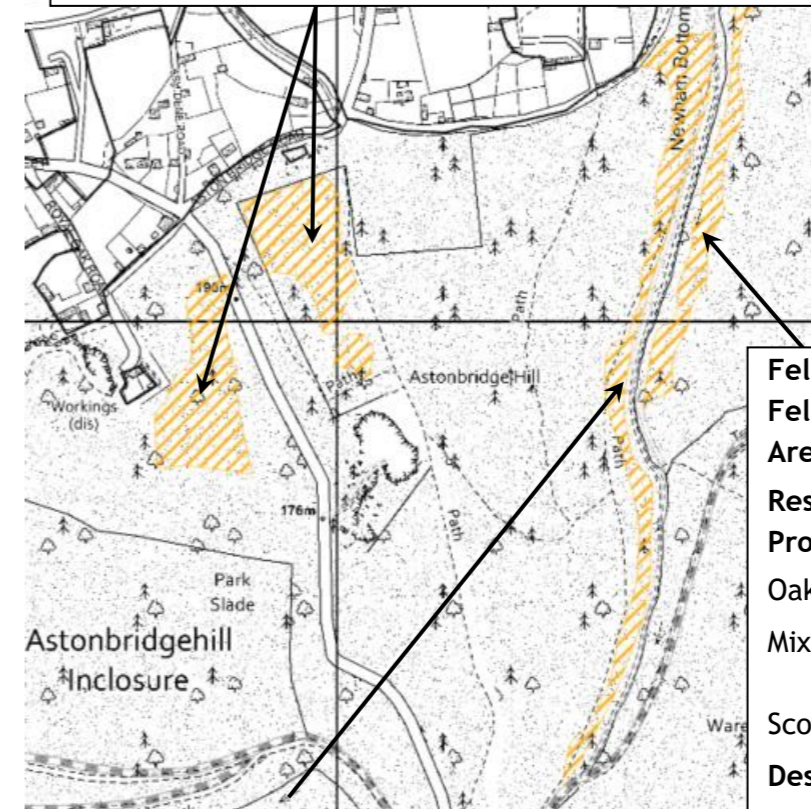 Newham Bottom
190m
Path
Path
Astonbridge Hill
Workings
(dis)
Path
Path
176m
Park
Slade
Astonbridgehill
Inclosure
Ware
Fel
Fel
Are
Res
Pro
Oak
Mix
Sco
Des